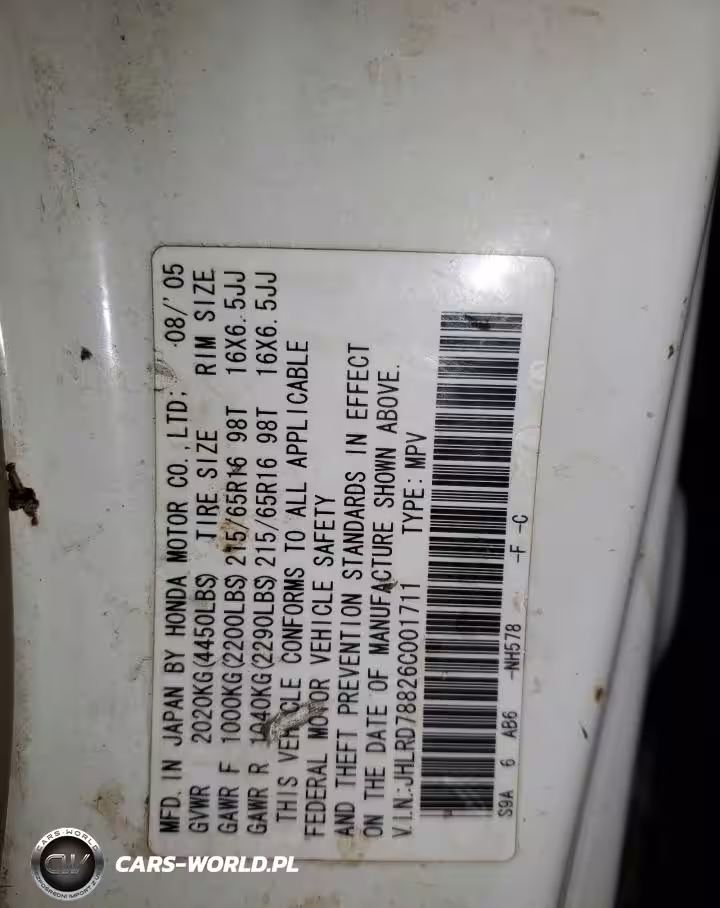 MFD. IN JAPAN BY HONDA MOTOR CO.,LTD; 08/'05
GVWR 2020KG(4450LBS) TIRE SIZE RIM SIZE
GAWR F 1000KG(2200LBS) 215/65R16 98T 16X6.5JJ
GAWR R 1040KG(2290LBS) 215/65R16 98T 16X6.5JJ
THIS VEHICLE CONFORMS TO ALL APPLICABLE
FEDERAL MOTOR VEHICLE SAFETY
AND THEFT PREVENTION STANDARDS IN EFFECT
ON THE DATE OF MANUFACTURE SHOWN ABOVE.
V.I.N.:JHLRD78826C001711 TYPE: MPV
S9A 6 AB6 -NH578 -F -C
CARS-WORLD
CW
CARS-WORLD.PL